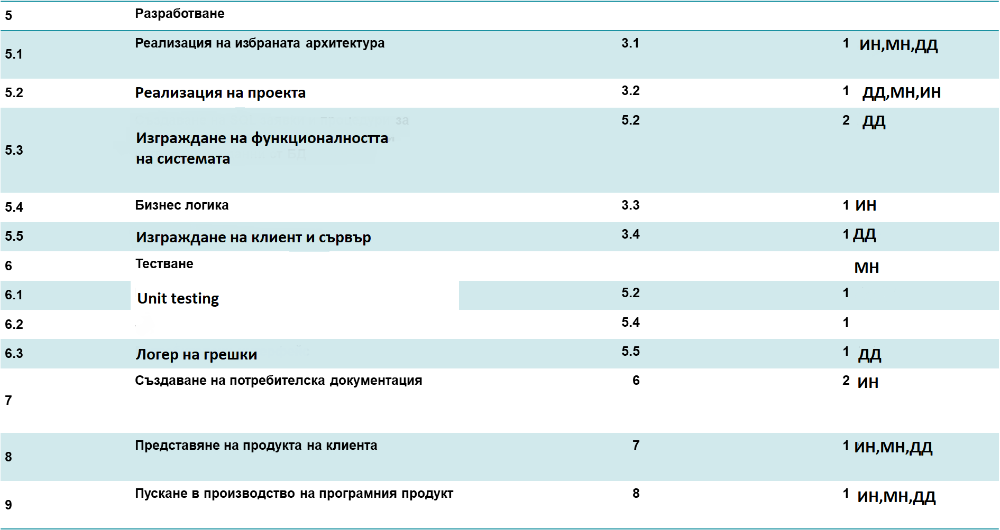 5 Разработване
5.1 Реализация на избраната архитектура 3.1 1 ИН,МН,ДД
5.2 Реализация на проекта 3.2 1 ДД,МН,ИН
5.3 Изграждане на функционалността 5.2 2 ДД
на системата
5.4 Бизнес логика 3.3 1 ИН
5.5 Изграждане на клиент и сървър 3.4 1 ДД
6 Тестване МН
6.1 Unit testing 5.2 1
6.2 5.4 1
6.3 Логер на грешки 5.5 1 ДД
7 Създаване на потребителска документация 6 2 ИН
8 Представяне на продукта на клиента 7 1 ИН,МН,ДД
9 Пускане в производство на програмния продукт 8 1 ИН,МН,ДД